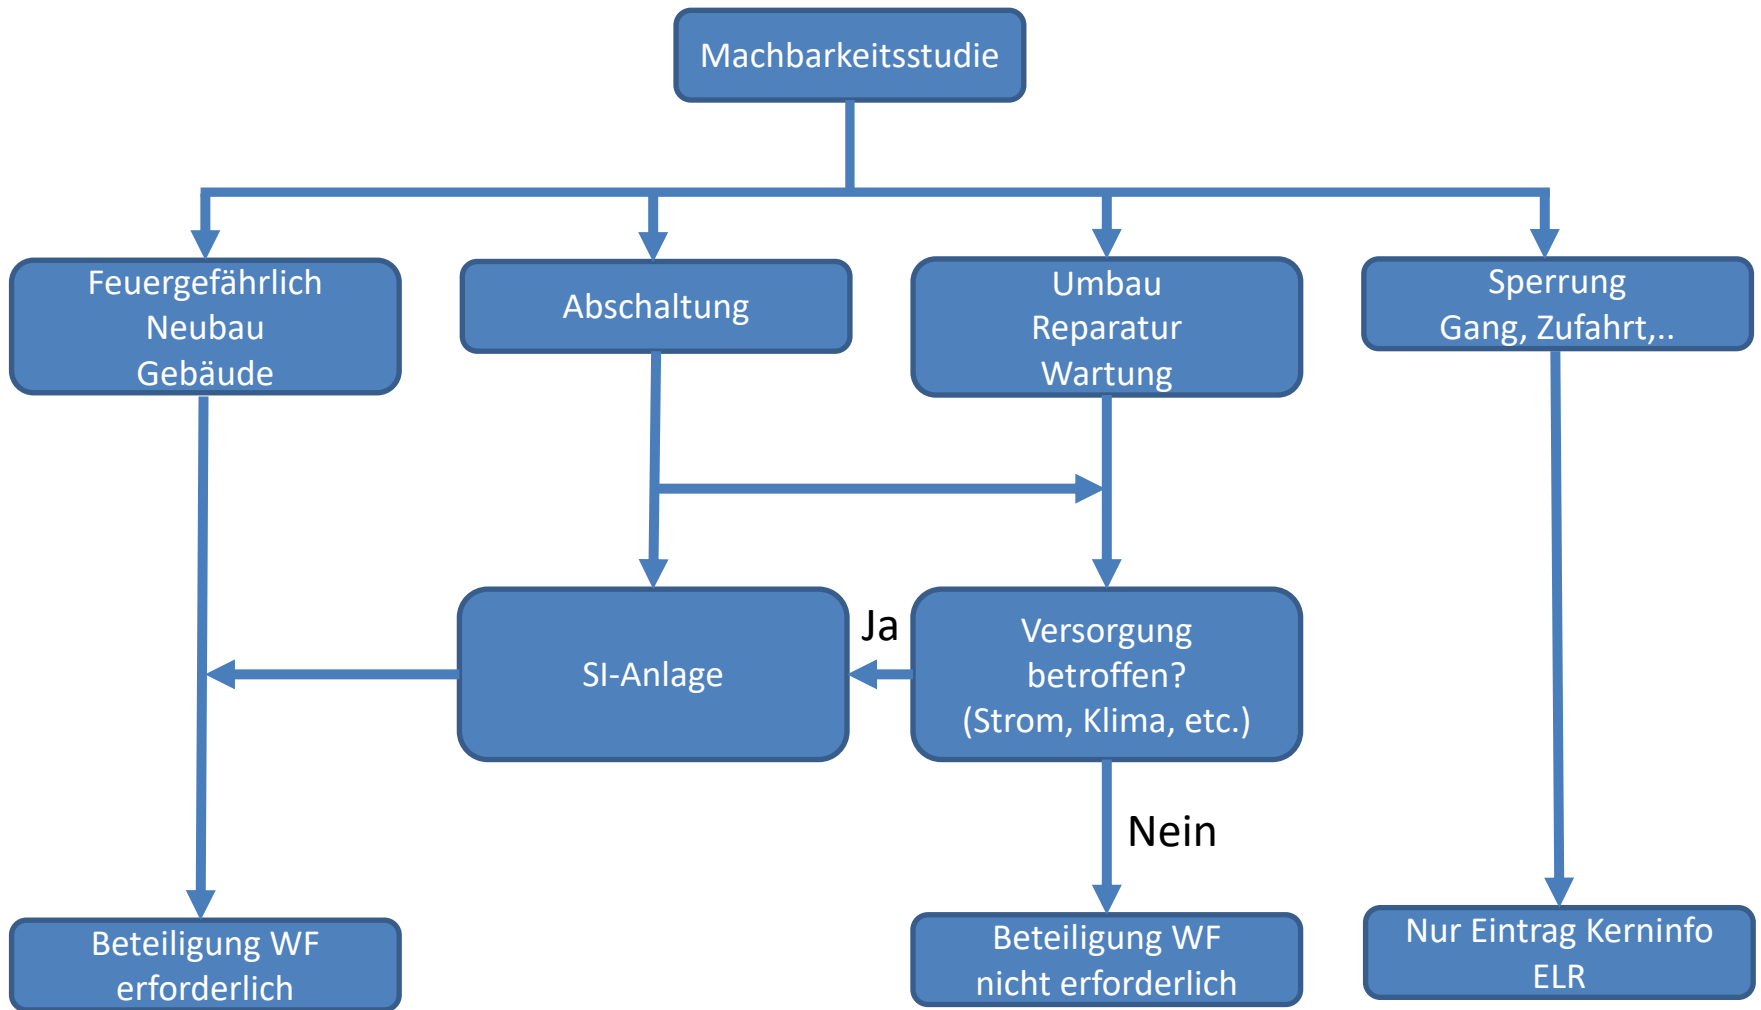 Machbarkeitsstudie
Feuergefährlich
Neubau
Gebäude
Abschaltung
Umbau
Reparatur
Wartung
Sperrung
Gang, Zufahrt,..
SI-Anlage
Ja
Versorgung
betroffen?
(Strom, Klima, etc.)
Nein
Beteiligung WF
erforderlich
Beteiligung WF
nicht erforderlich
Nur Eintrag Kerninfo
ELR